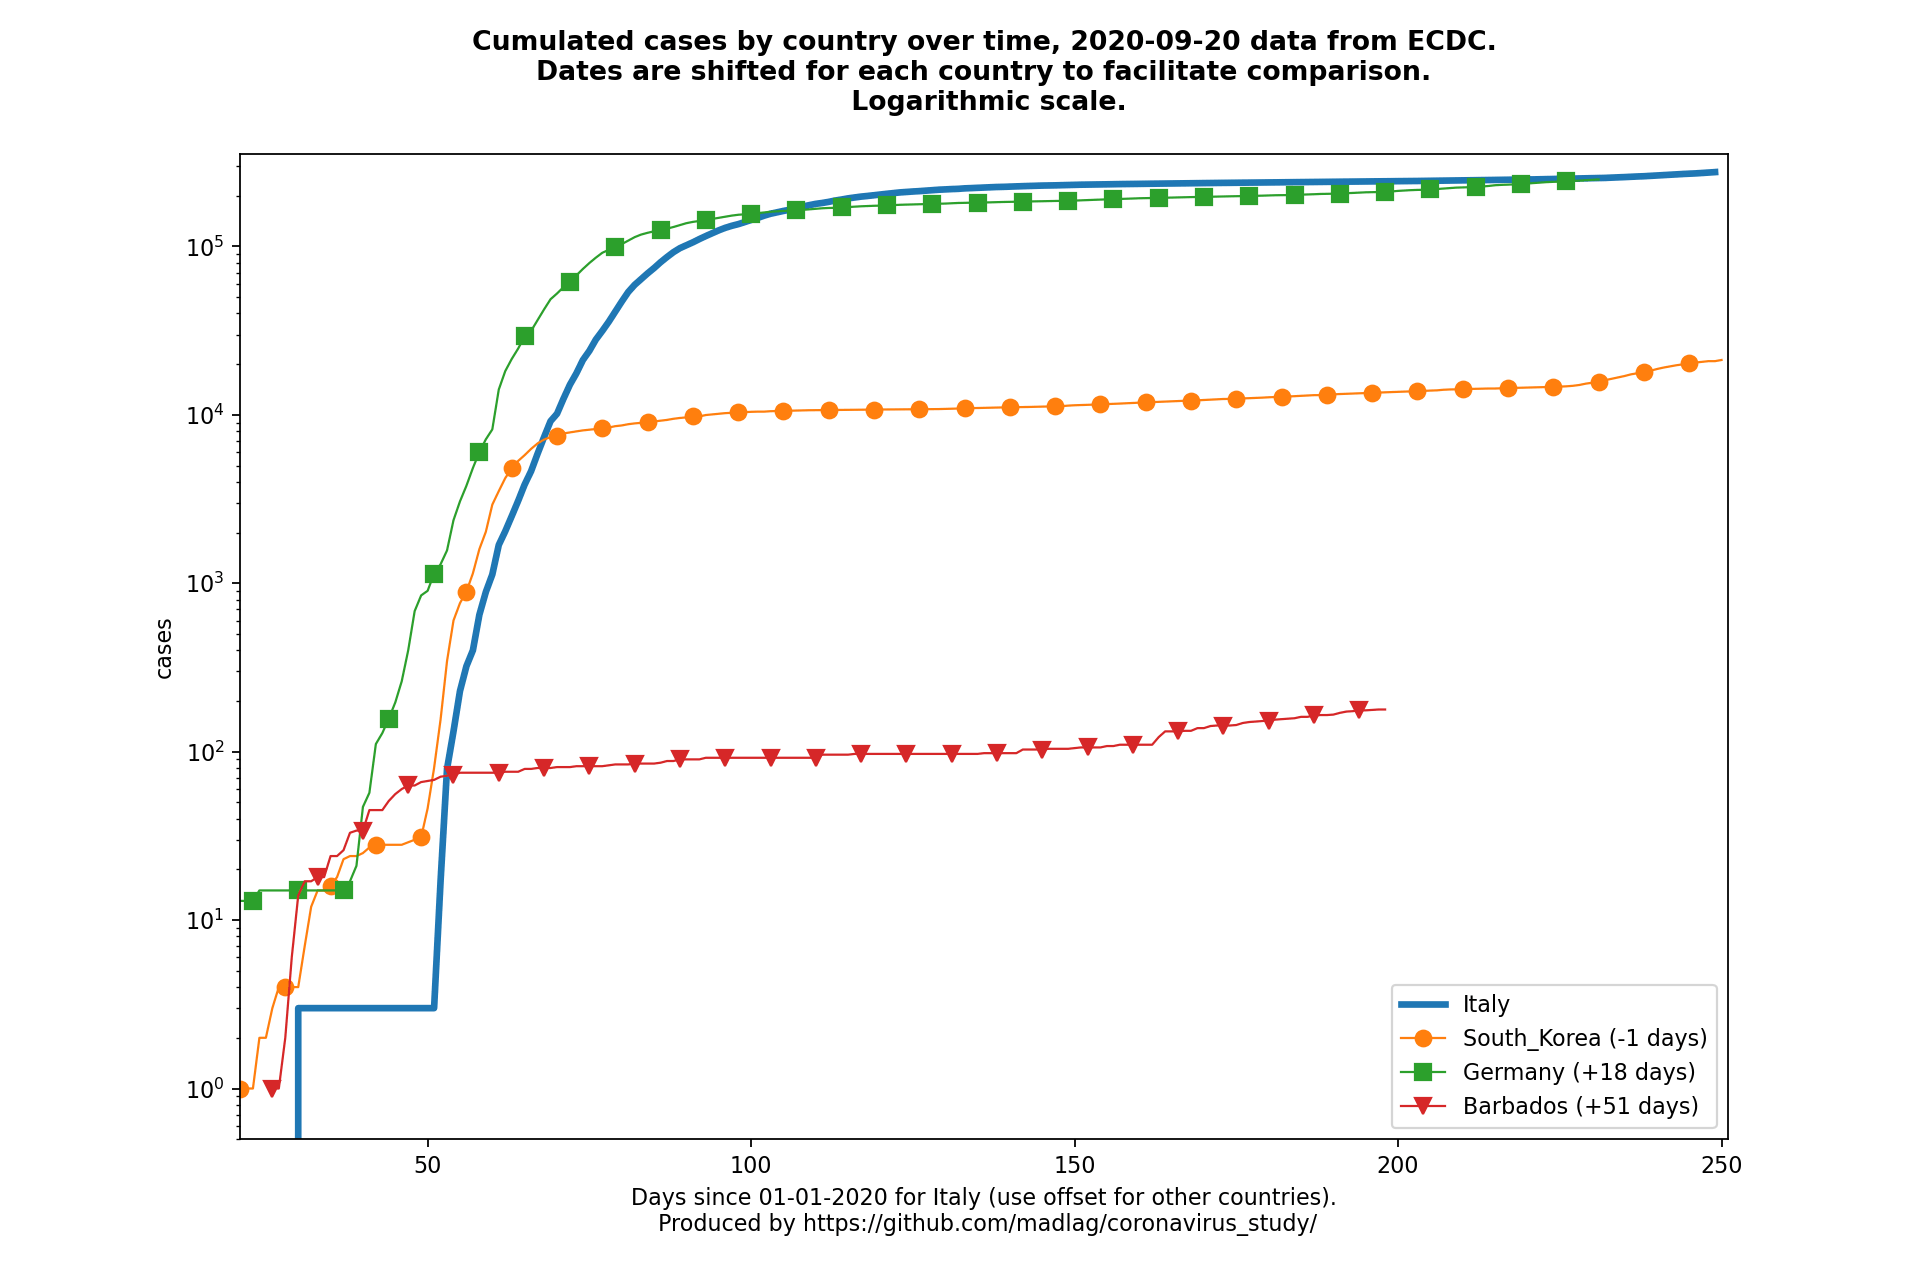 Cumulated cases by country over time, 2020-09-20 data from ECDC.
Dates are shifted for each country to facilitate comparison.
Logarithmic scale.
cases
10^5
10^4
10^3
10^2
10^1
10^0
50
100
150
200
250
Italy
South_Korea (-1 days)
Germany (+18 days)
Barbados (+51 days)
Days since 01-01-2020 for Italy (use offset for other countries).
Produced by https://github.com/madlag/coronavirus_study/